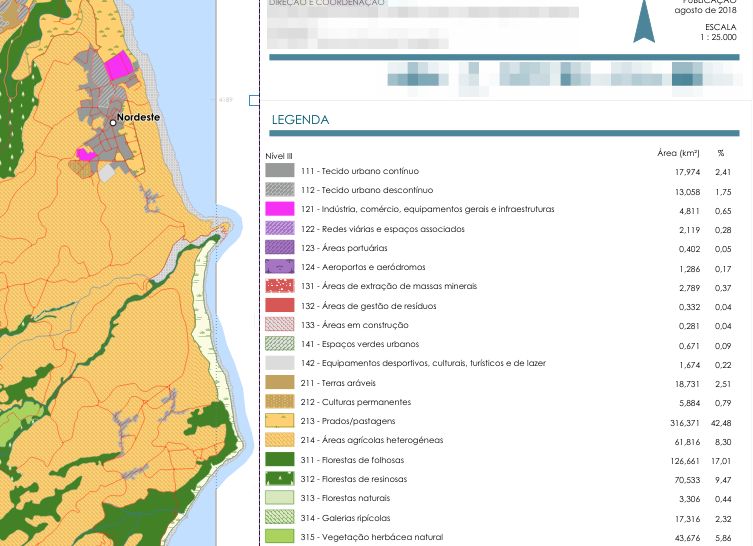 DIREÇÃO E COORDENAÇÃO
PUBLICAÇÃO
agosto de 2018
ESCALA
1 : 25.000
4189
Nordeste
LEGENDA
Nível III Área (km²) %
111 - Tecido urbano contínuo 17,974 2,41
112 - Tecido urbano descontínuo 13,058 1,75
121 - Indústria, comércio, equipamentos gerais e infraestruturas 4,811 0,65
122 - Redes viárias e espaços associados 2,119 0,28
123 - Áreas portuárias 0,402 0,05
124 - Aeroportos e aeródromos 1,286 0,17
131 - Áreas de extração de massas minerais 2,789 0,37
132 - Áreas de gestão de resíduos 0,332 0,04
133 - Áreas em construção 0,281 0,04
141 - Espaços verdes urbanos 0,671 0,09
142 - Equipamentos desportivos, culturais, turísticos e de lazer 1,674 0,22
211 - Terras aráveis 18,731 2,51
212 - Culturas permanentes 5,884 0,79
213 - Prados/pastagens 316,371 42,48
214 - Áreas agrícolas heterogéneas 61,816 8,30
311 - Florestas de folhosas 126,661 17,01
312 - Florestas de resinosas 70,533 9,47
313 - Florestas naturais 3,306 0,44
314 - Galerias ripícolas 17,316 2,32
315 - Vegetação herbácea natural 43,676 5,86